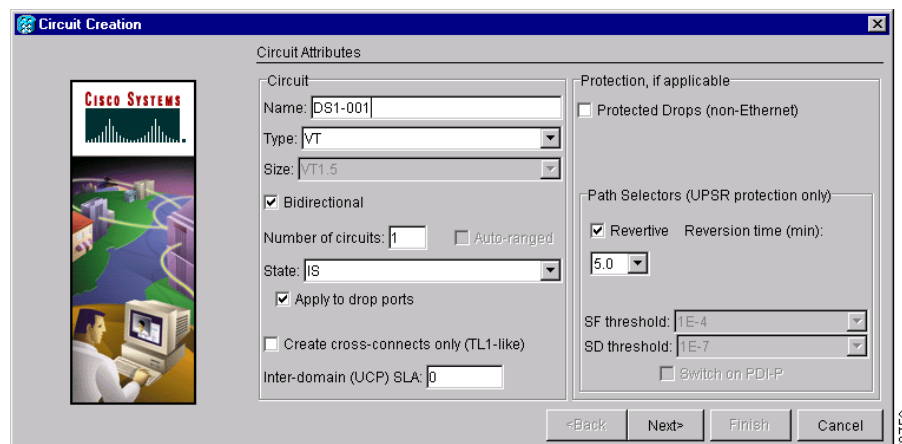 Circuit Creation
Circuit Attributes
CISCO SYSTEMS
Circuit
Name: DS1-001
Type: VT
Size: VT1.5
Bidirectional
Number of circuits: 1 Auto-ranged
State: IS
Apply to drop ports
Create cross-connects only (TL1-like)
Inter-domain (UCP) SLA: 0
Protection, if applicable
Protected Drops (non-Ethernet)
Path Selectors (UPSR protection only)
Revertive Reversion time (min):
5.0
SF threshold: 1E-4
SD threshold: 1E-7
Switch on PDI-P
<Back Next> Finish Cancel